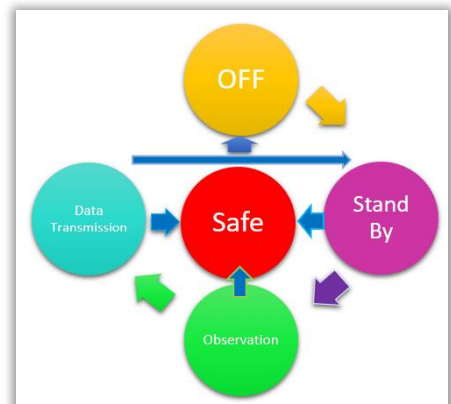 OFF
Data
Transmission
Safe
Stand
By
Observation